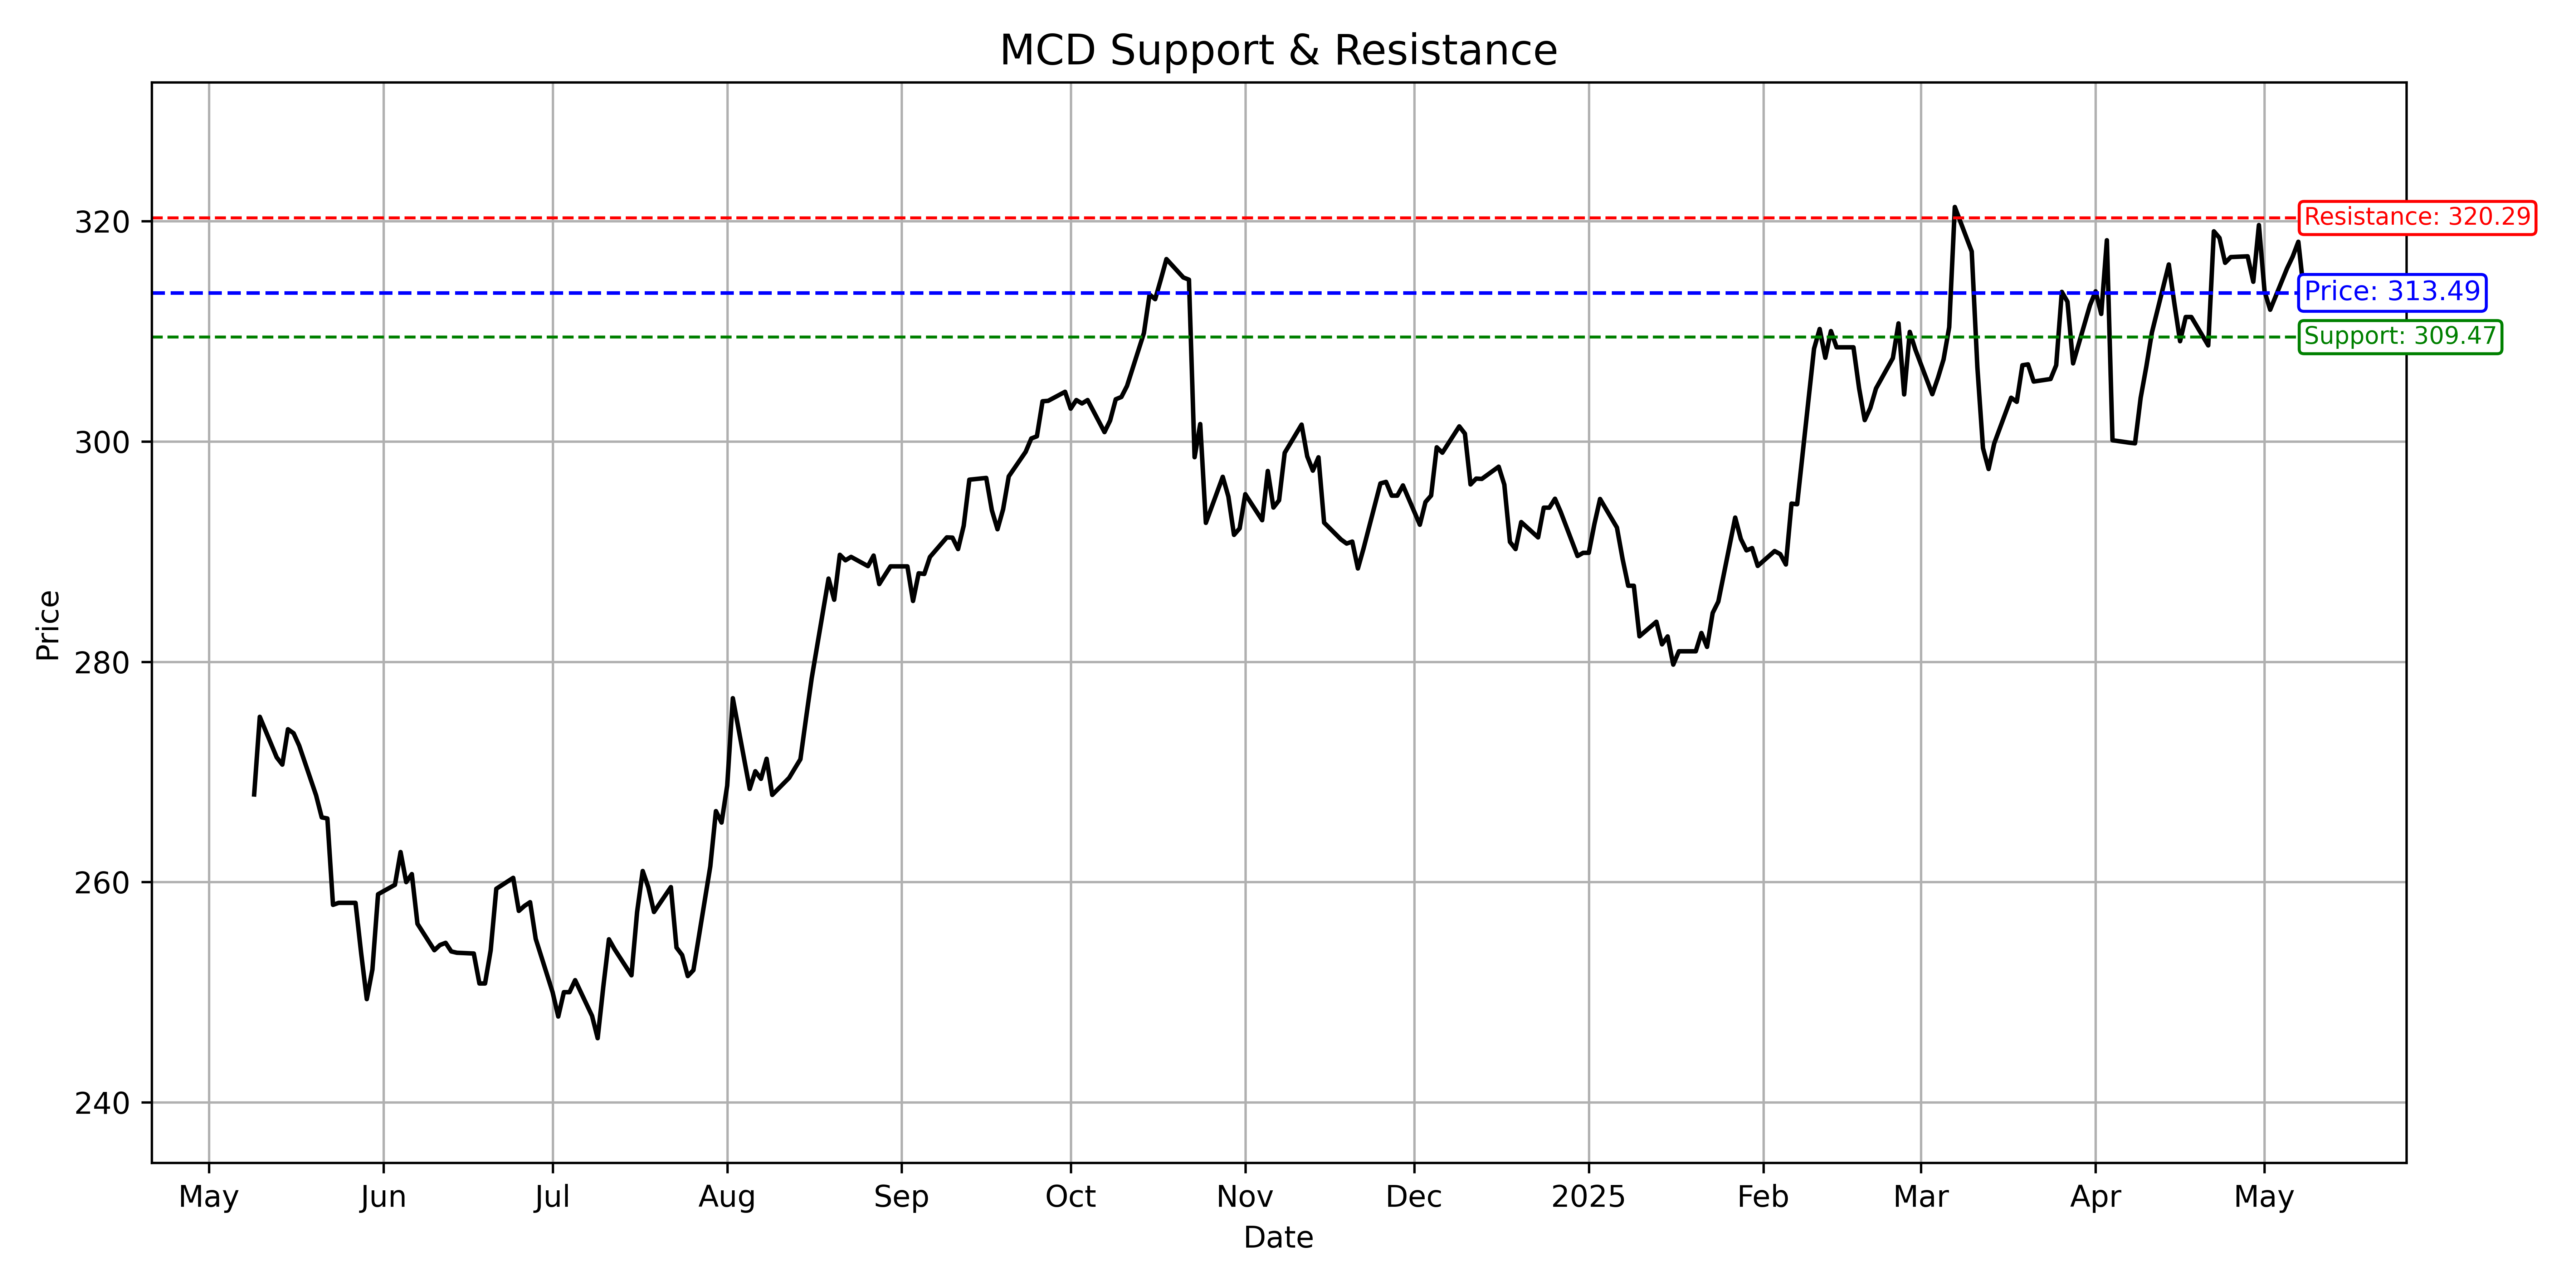 MCD Support & Resistance
320
300
280
260
240
Price
Resistance: 320.29
Price: 313.49
Support: 309.47
May Jun Jul Aug Sep Oct Nov Dec 2025 Feb Mar Apr May
Date